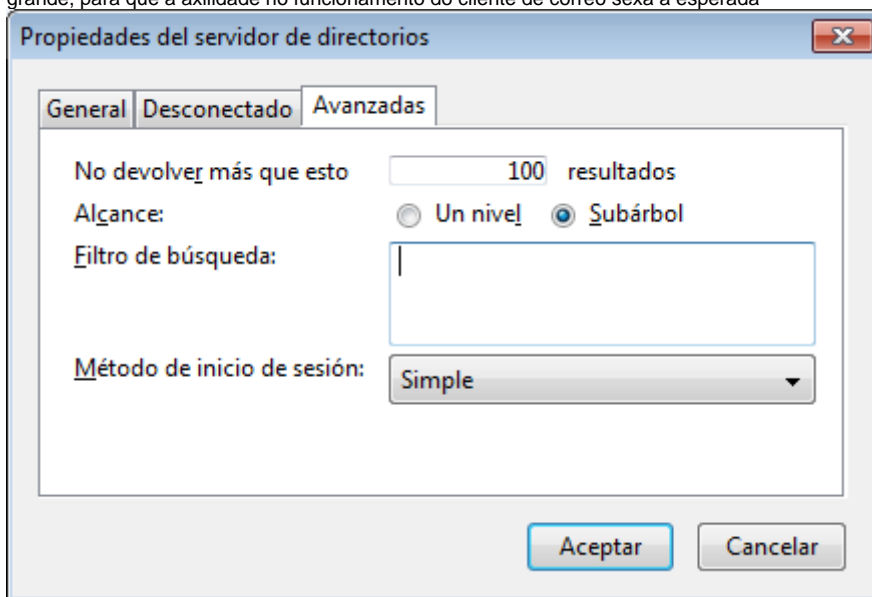 grande, para que a axilidade no funcionamento do cliente de correo sexa a esperada
Propiedades del servidor de directorios
General Desconectado Avanzadas
No devolver más que esto 100 resultados
Alcance: Un nivel Subárbol
Filtro de búsqueda:
Método de inicio de sesión: Simple
Aceptar Cancelar